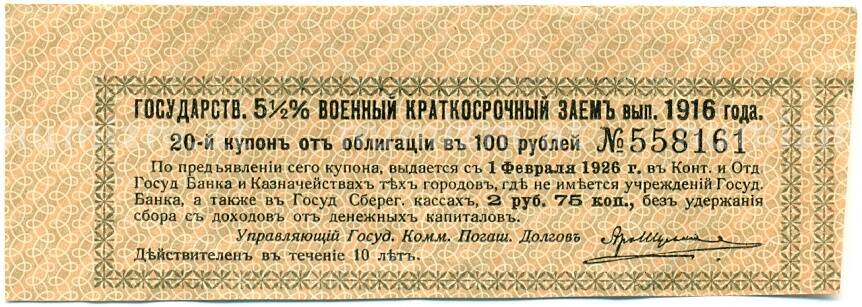 ГОСУДАРСТВ. 5½% ВОЕННЫЙ КРАТКОСРОЧНЫЙ ЗАЕМЪ вып. 1916 года.
20-й купонъ отъ облигаціи въ 100 рублей №558161
По предъявленіи сего купона, выдается съ 1 Февраля 1926 г. въ Конт. и Отд
Госуд Банка и Казначействахъ тѣхъ городовъ, гдѣ не имѣется учрежденій Госуд.
Банка, а также въ Госуд Сберег. кассахъ, 2 руб. 75 коп., безъ удержанія
сбора съ доходовъ отъ денежныхъ капиталовъ.
Управляющій Госуд. Комм. Погаш. Долговъ
Дѣйствителенъ въ теченіе 10 лѣтъ.